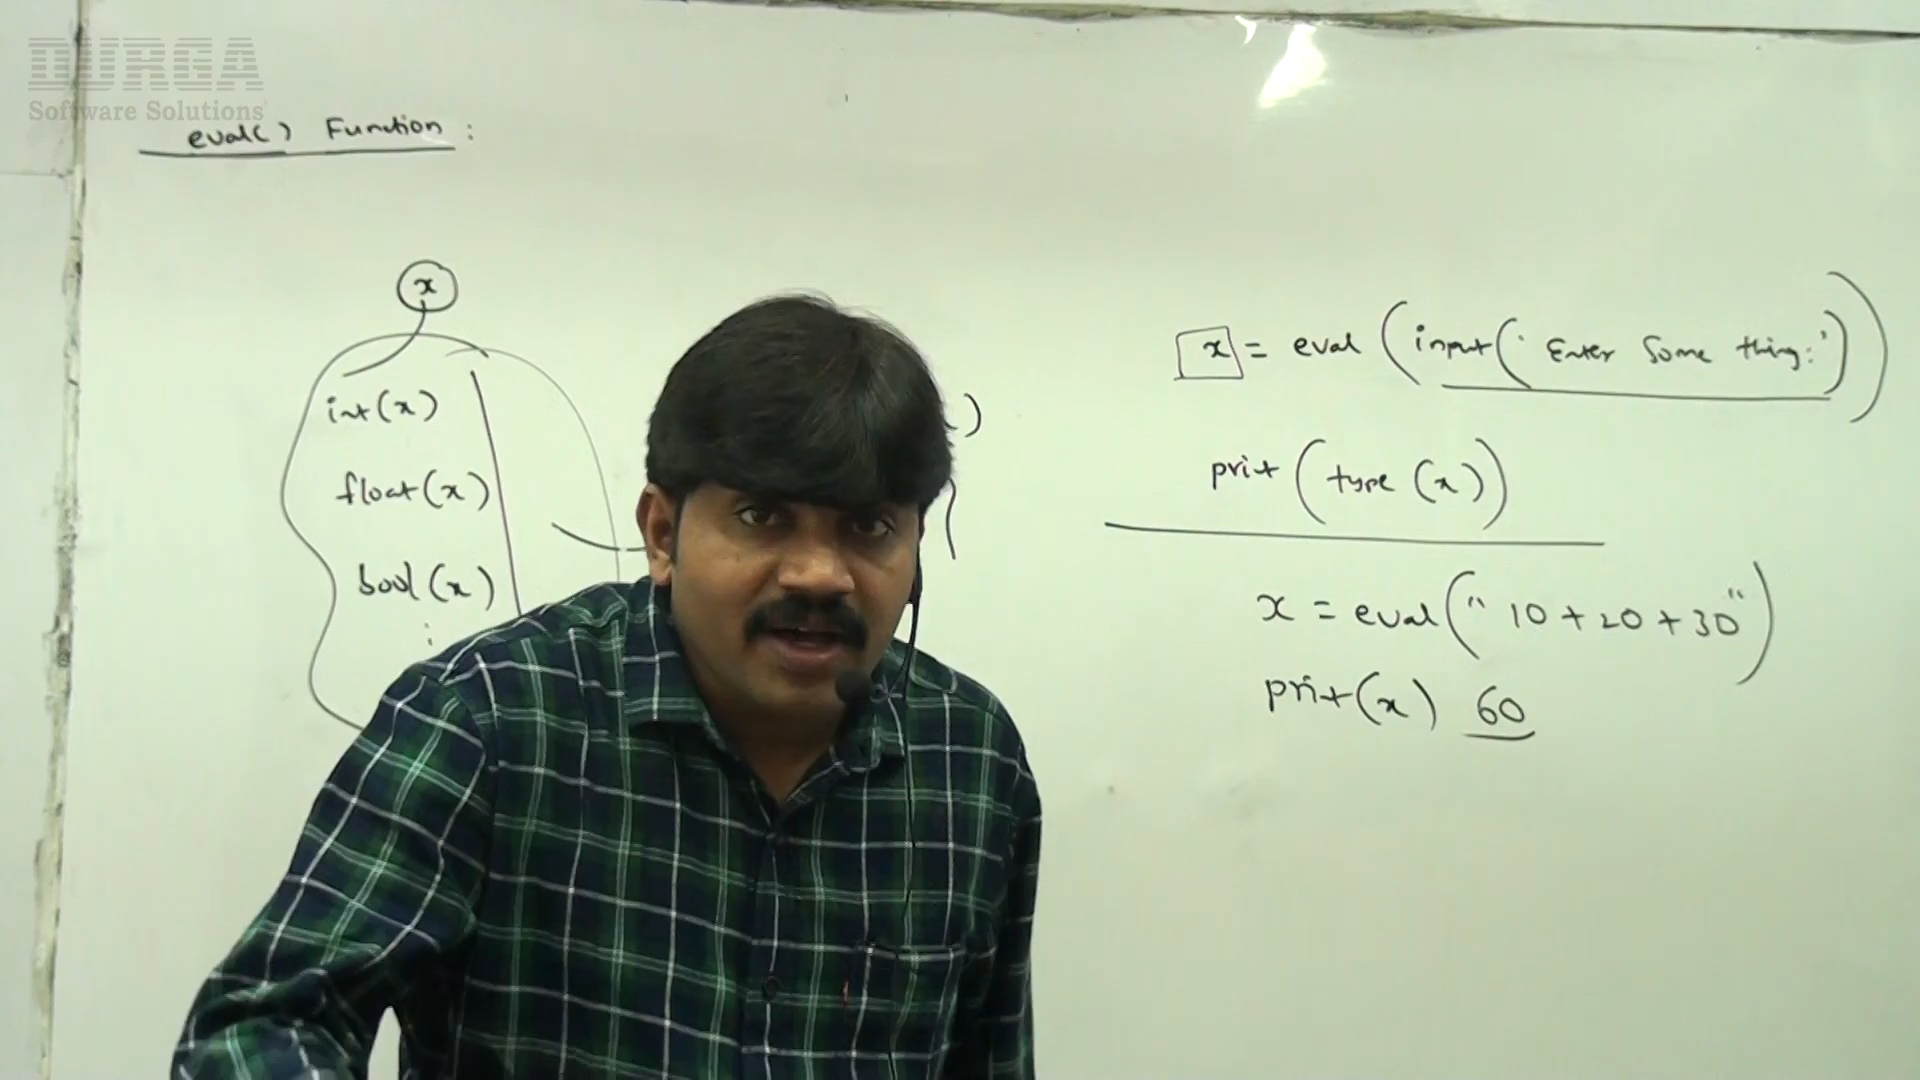 DURGA
Software Solutions
eval() Function :
x
int(x)
float(x)
bool(x)
:
)
x = eval (input(' Enter Some thing:'))
print (type (x))
x = eval(" 10 + 20 + 30")
print(x) 60